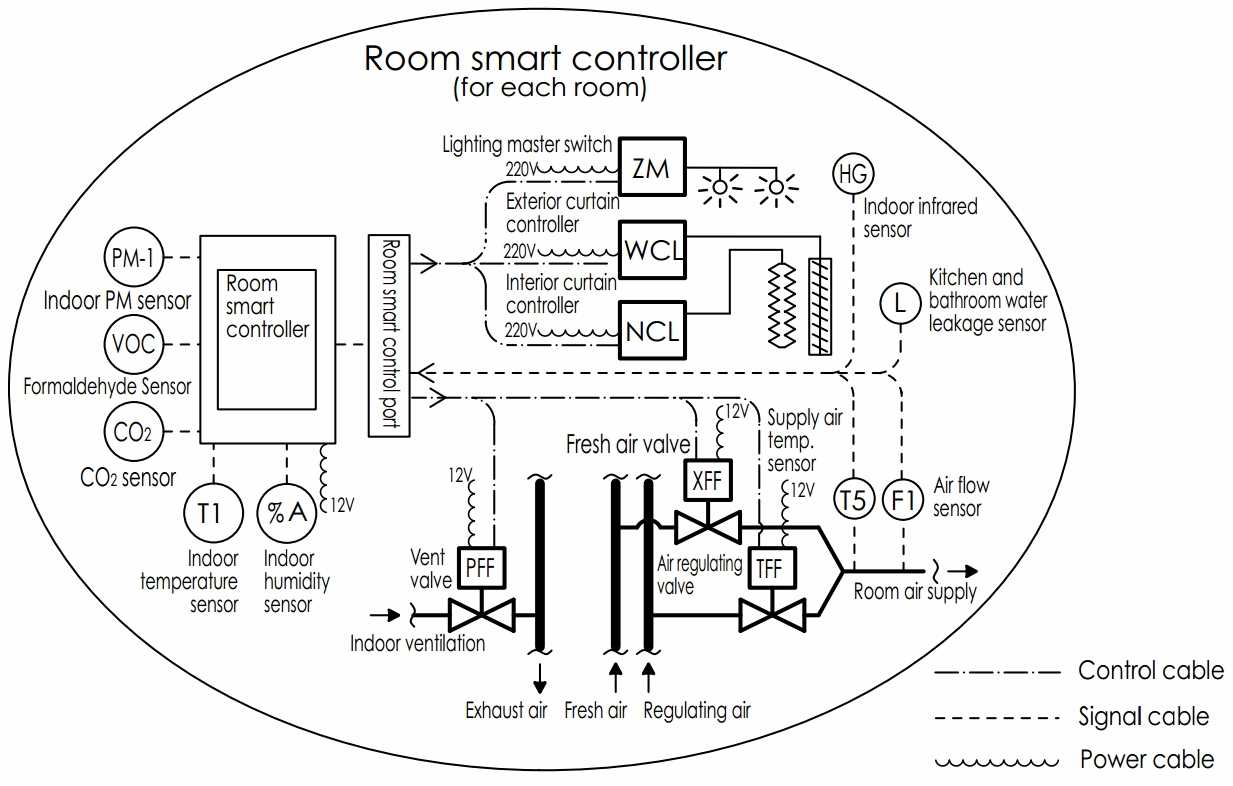 Room smart controller
(for each room)
Lighting master switch
220V
ZM
Exterior curtain
controller
220V
WCL
Interior curtain
controller
220V
NCL
HG
Indoor infrared
sensor
L
Kitchen and
bathroom water
leakage sensor
PM-1
Indoor PM sensor
VOC
Formaldehyde Sensor
CO2
CO2 sensor
Room
smart
controller
Room smart control port
T1
Indoor
temperature
sensor
%A
Indoor
humidity
sensor
12V
12V
Vent
valve
PFF
Indoor ventilation
Exhaust air
Fresh air
Regulating air
Fresh air valve
XFF
12V
Supply air
temp.
sensor
12V
Air regulating
valve
TFF
T5
F1
Air flow
sensor
Room air supply
Control cable
Signal cable
Power cable